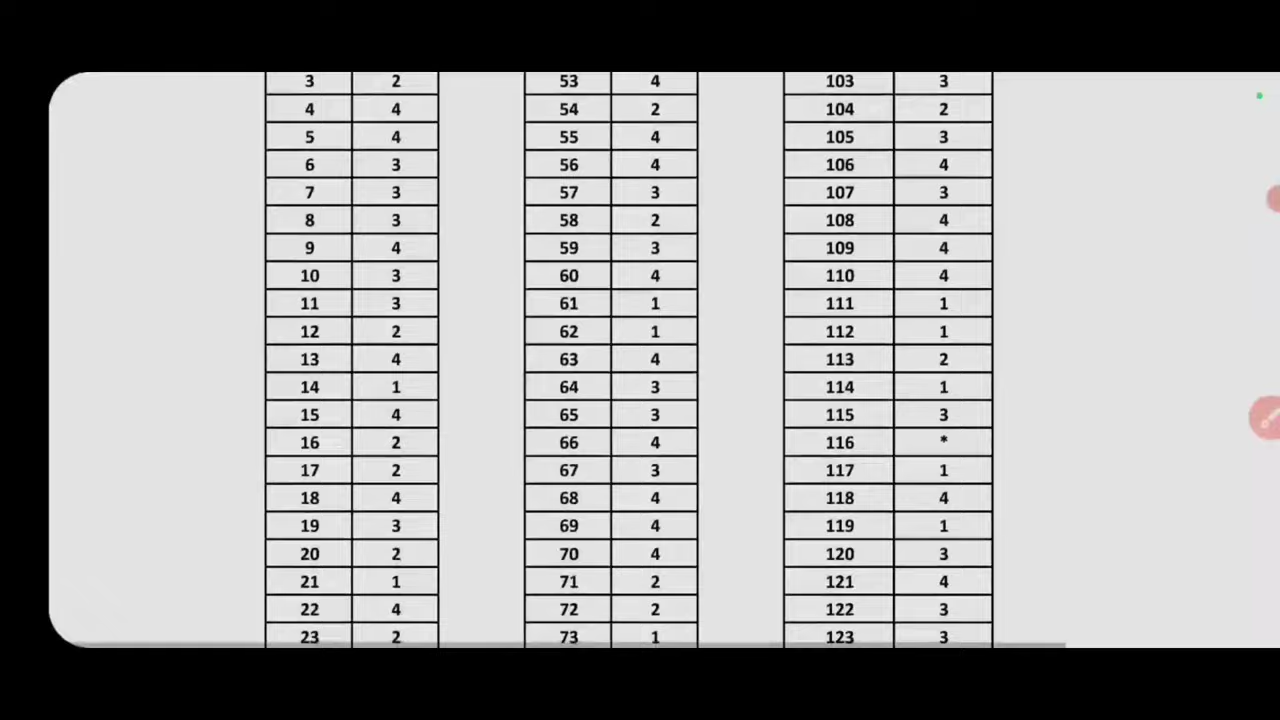 3 2 53 4 103 3
4 4 54 2 104 2
5 4 55 4 105 3
6 3 56 4 106 4
7 3 57 3 107 3
8 3 58 2 108 4
9 4 59 3 109 4
10 3 60 4 110 4
11 3 61 1 111 1
12 2 62 1 112 1
13 4 63 4 113 2
14 1 64 3 114 1
15 4 65 3 115 3
16 2 66 4 116 *
17 2 67 3 117 1
18 4 68 4 118 4
19 3 69 4 119 1
20 2 70 4 120 3
21 1 71 2 121 4
22 4 72 2 122 3
23 2 73 1 123 3